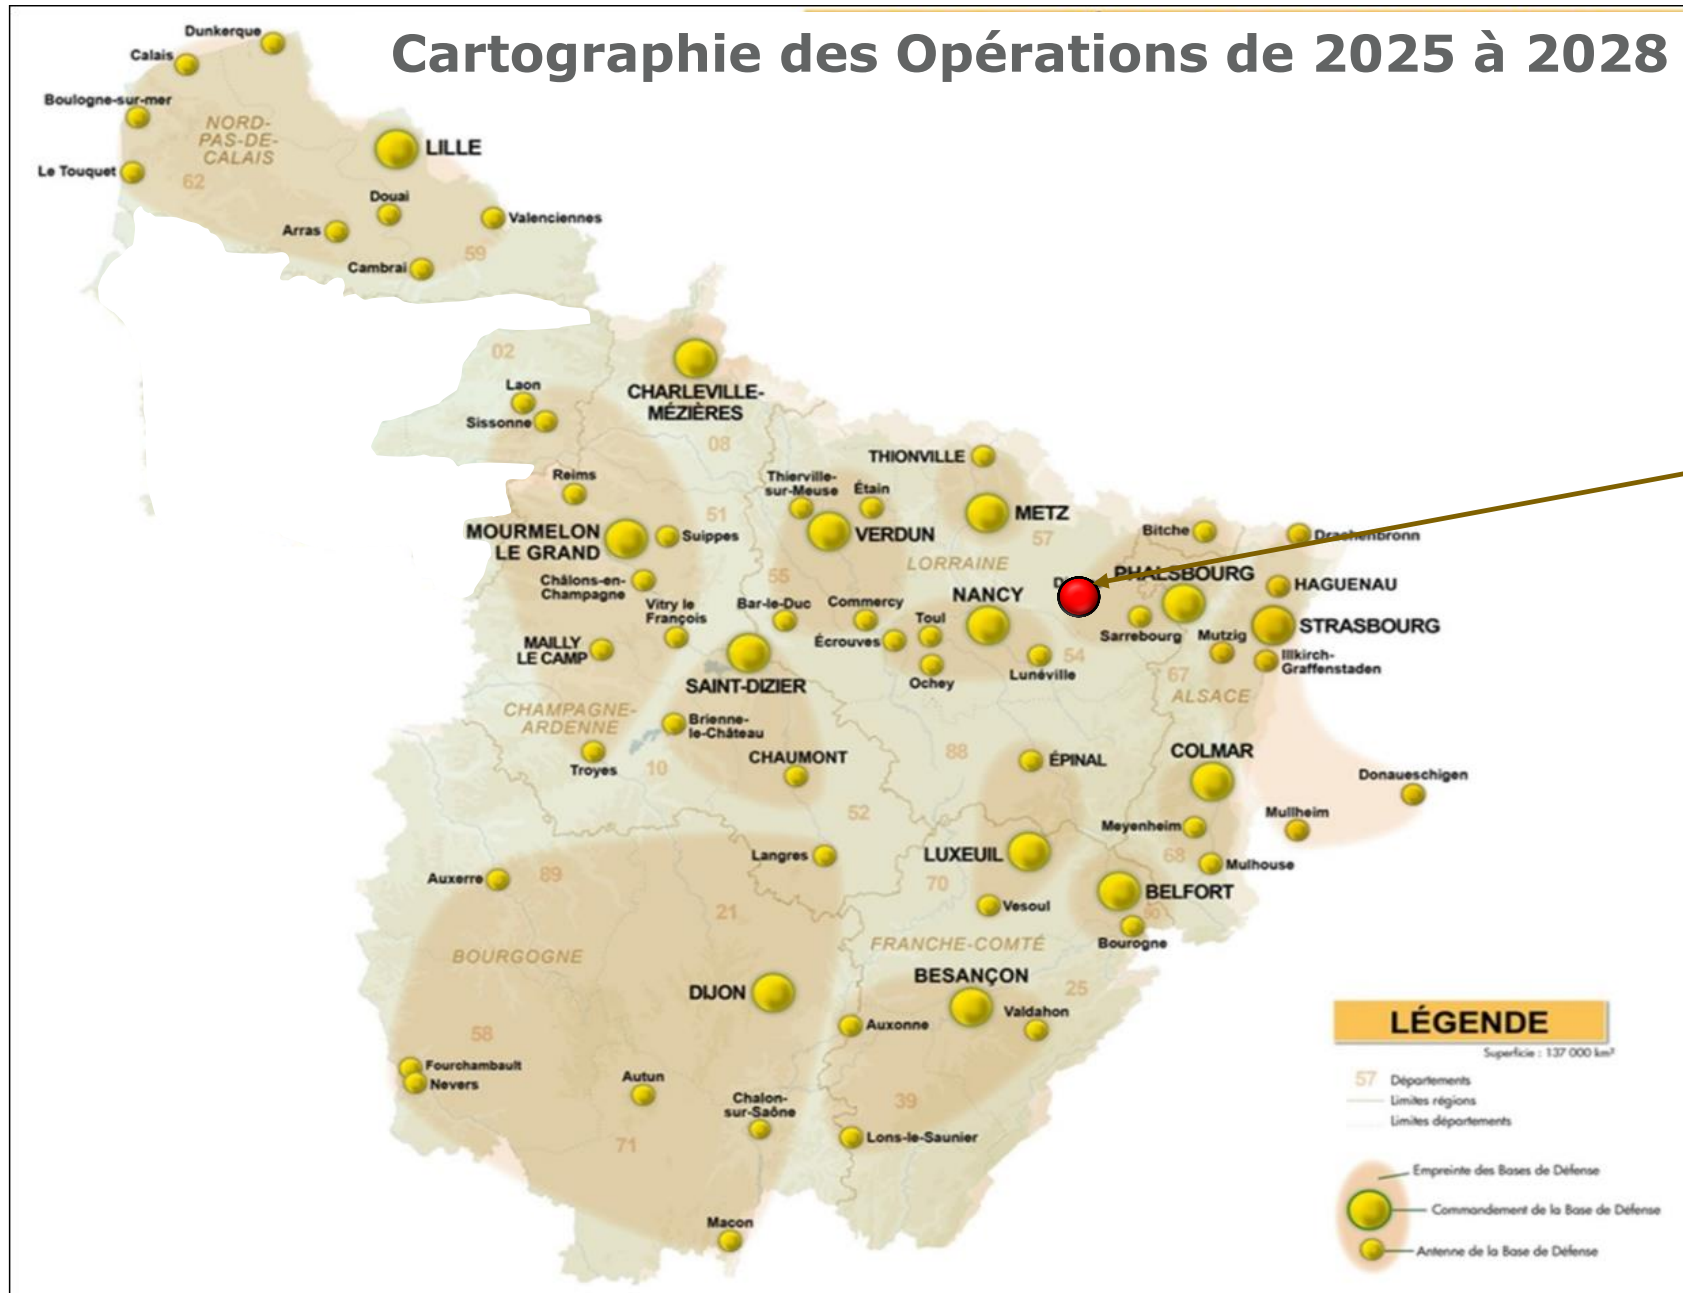 Cartographie des Opérations de 2025 à 2028
Dunkerque
Calais
Boulogne-sur-mer
NORD-
PAS-DE-
CALAIS
LILLE
Le Touquet
62
Douai
Valenciennes
Arras
59
Cambrai
02
Laon
Sissonne
CHARLEVILLE-
MÉZIÈRES
08
THIONVILLE
Reims
Thierville-
sur-Meuse
Étain
51
METZ
MOURMELON
LE GRAND
Suippes
VERDUN
57
Bitche
Drachenbronn
LORRAINE
PHALSBOURG
HAGUENAU
Châlons-en-
Champagne
55
Vitry le
François
Bar-le-Duc
Commercy
NANCY
Toul
Écrouves
Sarrebourg
Mutzig
STRASBOURG
Illkirch-
Graffenstaden
MAILLY
LE CAMP
54
Lunéville
Ochey
67
ALSACE
SAINT-DIZIER
CHAMPAGNE-
ARDENNE
Brienne-
le-Château
CHAUMONT
Troyes
10
88
ÉPINAL
COLMAR
Donaueschigen
52
Mullheim
Meyenheim
Langres
LUXEUIL
68
Mulhouse
Auxerre
89
70
BELFORT
Vesoul
90
21
Bourogne
BOURGOGNE
FRANCHE-COMTÉ
BESANÇON
DIJON
25
Valdahon
Auxonne
58
Fourchambault
Nevers
Autun
Chalon-
sur-Saône
39
Lons-le-Saunier
71
Macon
LÉGENDE
Superficie : 137 000 km²
57 Départements
Limites régions
Limites départements
Empreinte des Bases de Défense
Commandement de la Base de Défense
Antenne de la Base de Défense